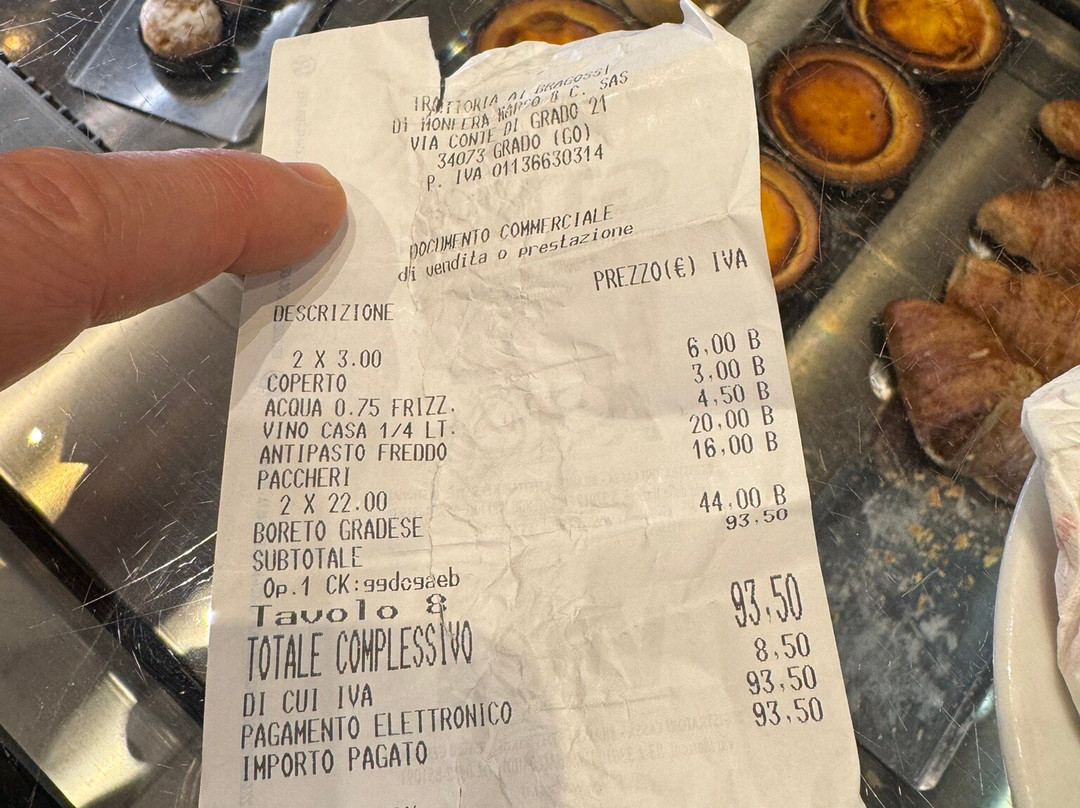 TRATTORIA AI BRAGOSSI
DI MONFERA MARCO & C. SAS
VIA CONTE DI GRADO 21
34073 GRADO (GO)
P. IVA 01136630314
DOCUMENTO COMMERCIALE
di vendita o prestazione
DESCRIZIONE PREZZO(€) IVA
2 X 3.00
COPERTO 6,00 B
ACQUA 0.75 FRIZZ. 3,00 B
VINO CASA 1/4 LT. 4,50 B
ANTIPASTO FREDDO 20,00 B
PACCHERI 16,00 B
2 X 22.00
BORETO GRADESE 44,00 B
SUBTOTALE 93,50
Op.1 CK:ggdogaeb
Tavolo 8
TOTALE COMPLESSIVO 93,50
DI CUI IVA 8,50
PAGAMENTO ELETTRONICO 93,50
IMPORTO PAGATO 93,50